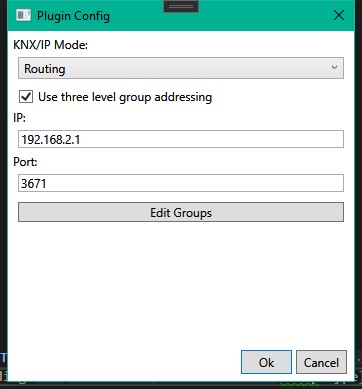 Plugin Config
KNX/IP Mode:
Routing
Use three level group addressing
IP:
192.168.2.1
Port:
3671
Edit Groups
Ok
Cancel